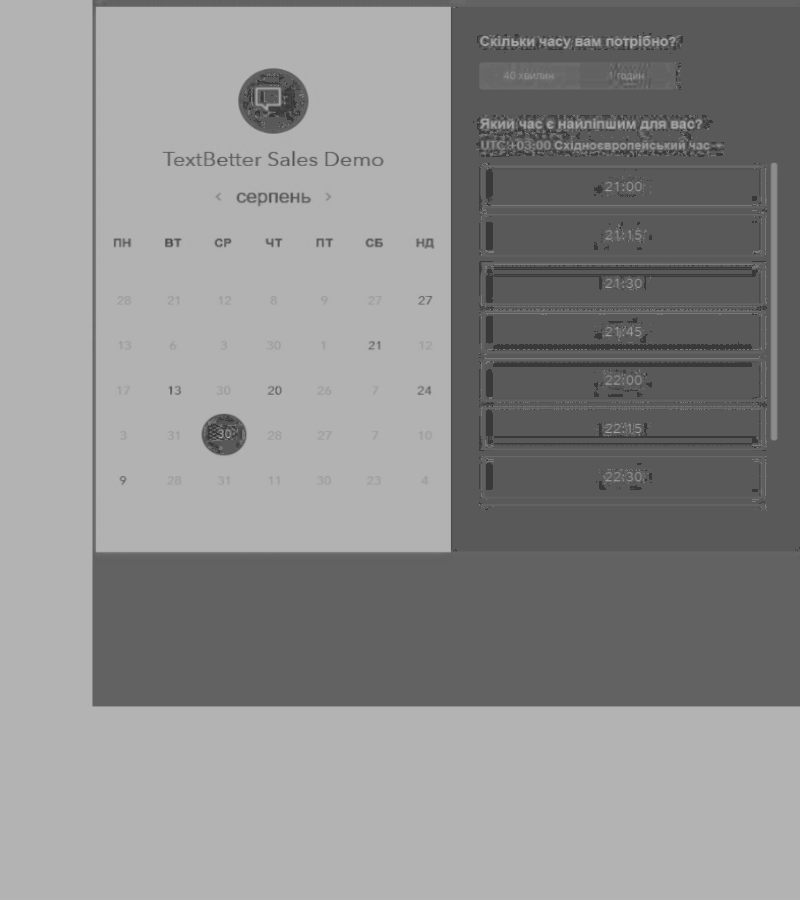 TextBetter Sales Demo
‹ серпень ›
ПН ВТ СР ЧТ ПТ СБ НД
28 21 12 8 9 27 27
13 6 3 30 1 21 12
17 13 30 20 26 7 24
3 31 30 28 27 7 10
9 28 31 11 30 23 4
Скільки часу вам потрібно?
40 хвилин 1 годин
Який час є найліпшим для вас?
UTC +03:00 Східноєвропейський час
21:00
21:15
21:30
21:45
22:00
22:15
22:30